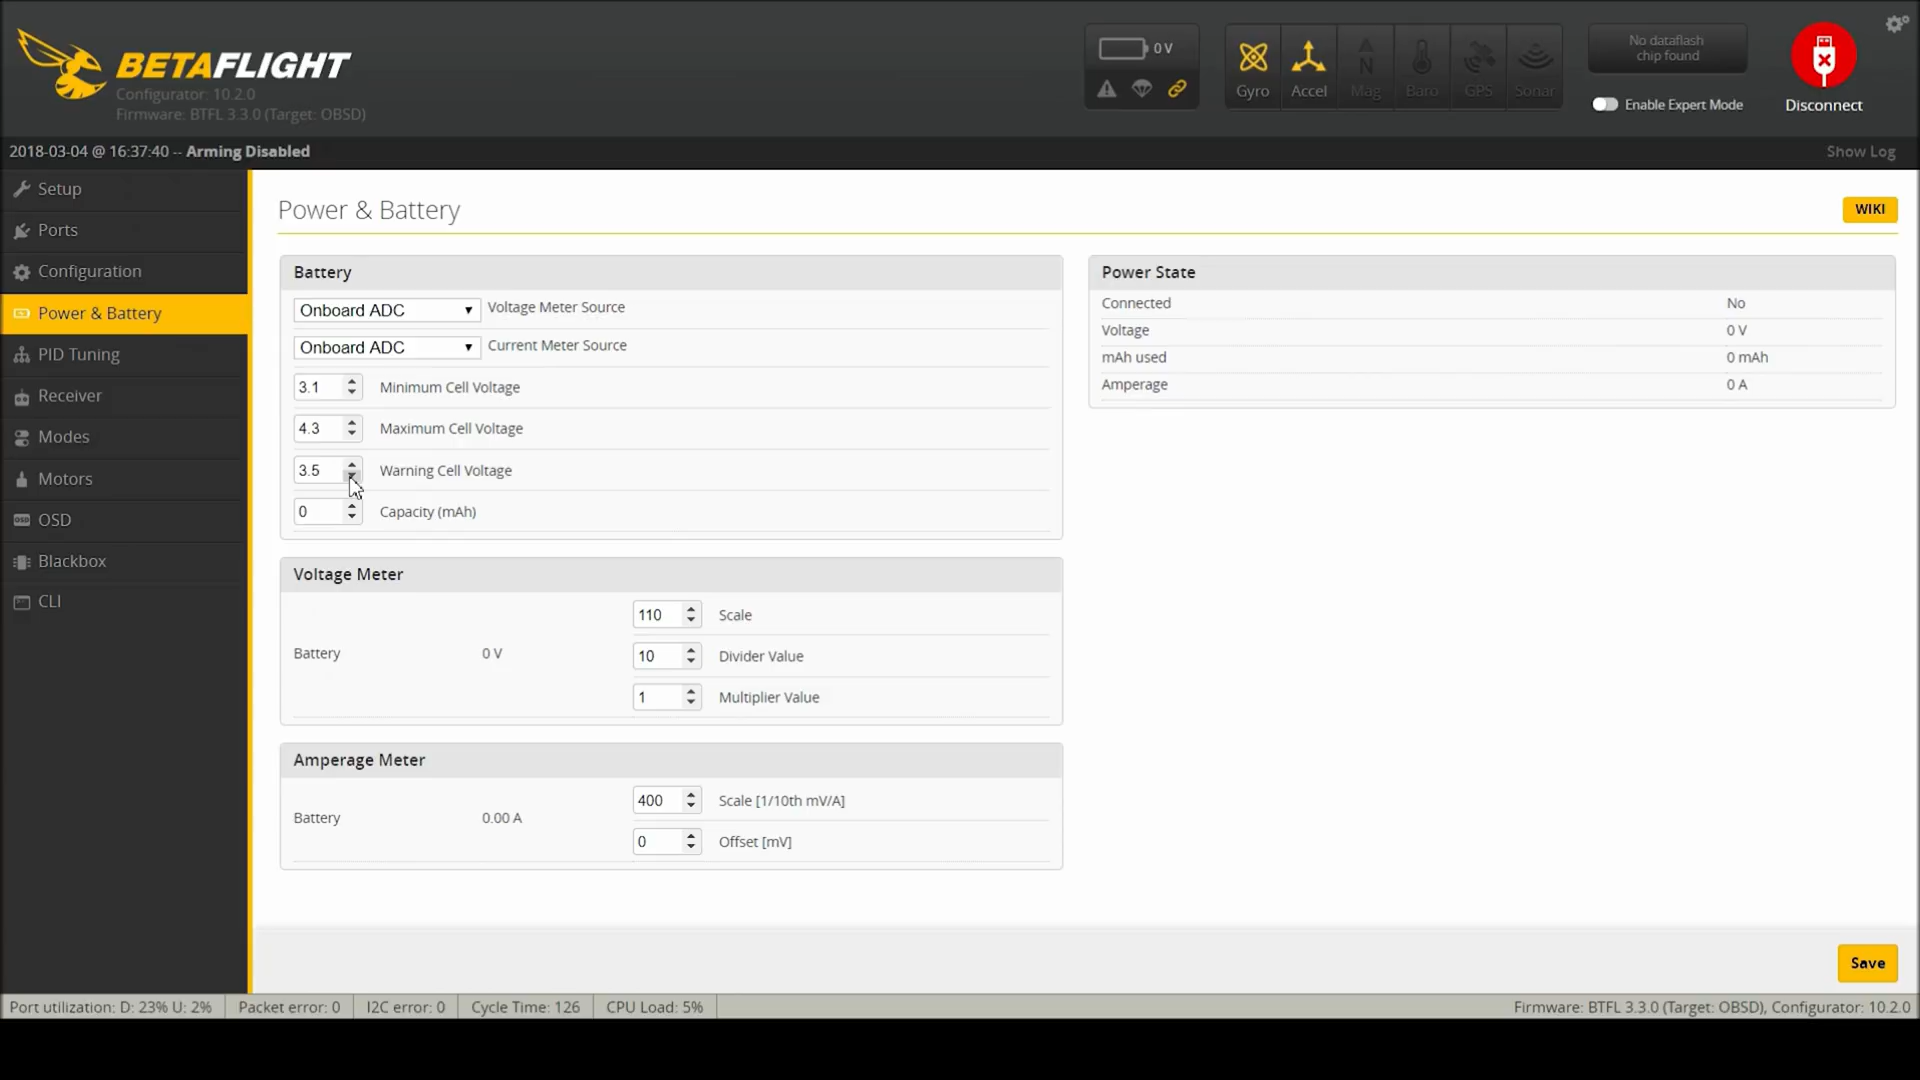 BETAFLIGHT
Configurator: 10.2.0
Firmware: BTFL 3.3.0 (Target: OBSD)
0 V
Gyro
Accel
Mag
Baro
GPS
Sonar
No dataflash
chip found
Enable Expert Mode
Disconnect
2018-03-04 @ 16:37:40 -- Arming Disabled
Show Log
Setup
Ports
Configuration
Power & Battery
PID Tuning
Receiver
Modes
Motors
OSD
Blackbox
CLI
Power & Battery
WIKI
Battery
Onboard ADC Voltage Meter Source
Onboard ADC Current Meter Source
3.1 Minimum Cell Voltage
4.3 Maximum Cell Voltage
3.5 Warning Cell Voltage
0 Capacity (mAh)
Power State
Connected No
Voltage 0 V
mAh used 0 mAh
Amperage 0 A
Voltage Meter
Battery 0 V
110 Scale
10 Divider Value
1 Multiplier Value
Amperage Meter
Battery 0.00 A
400 Scale [1/10th mV/A]
0 Offset [mV]
Save
Port utilization: D: 23% U: 2% Packet error: 0 I2C error: 0 Cycle Time: 126 CPU Load: 5% Firmware: BTFL 3.3.0 (Target: OBSD), Configurator: 10.2.0